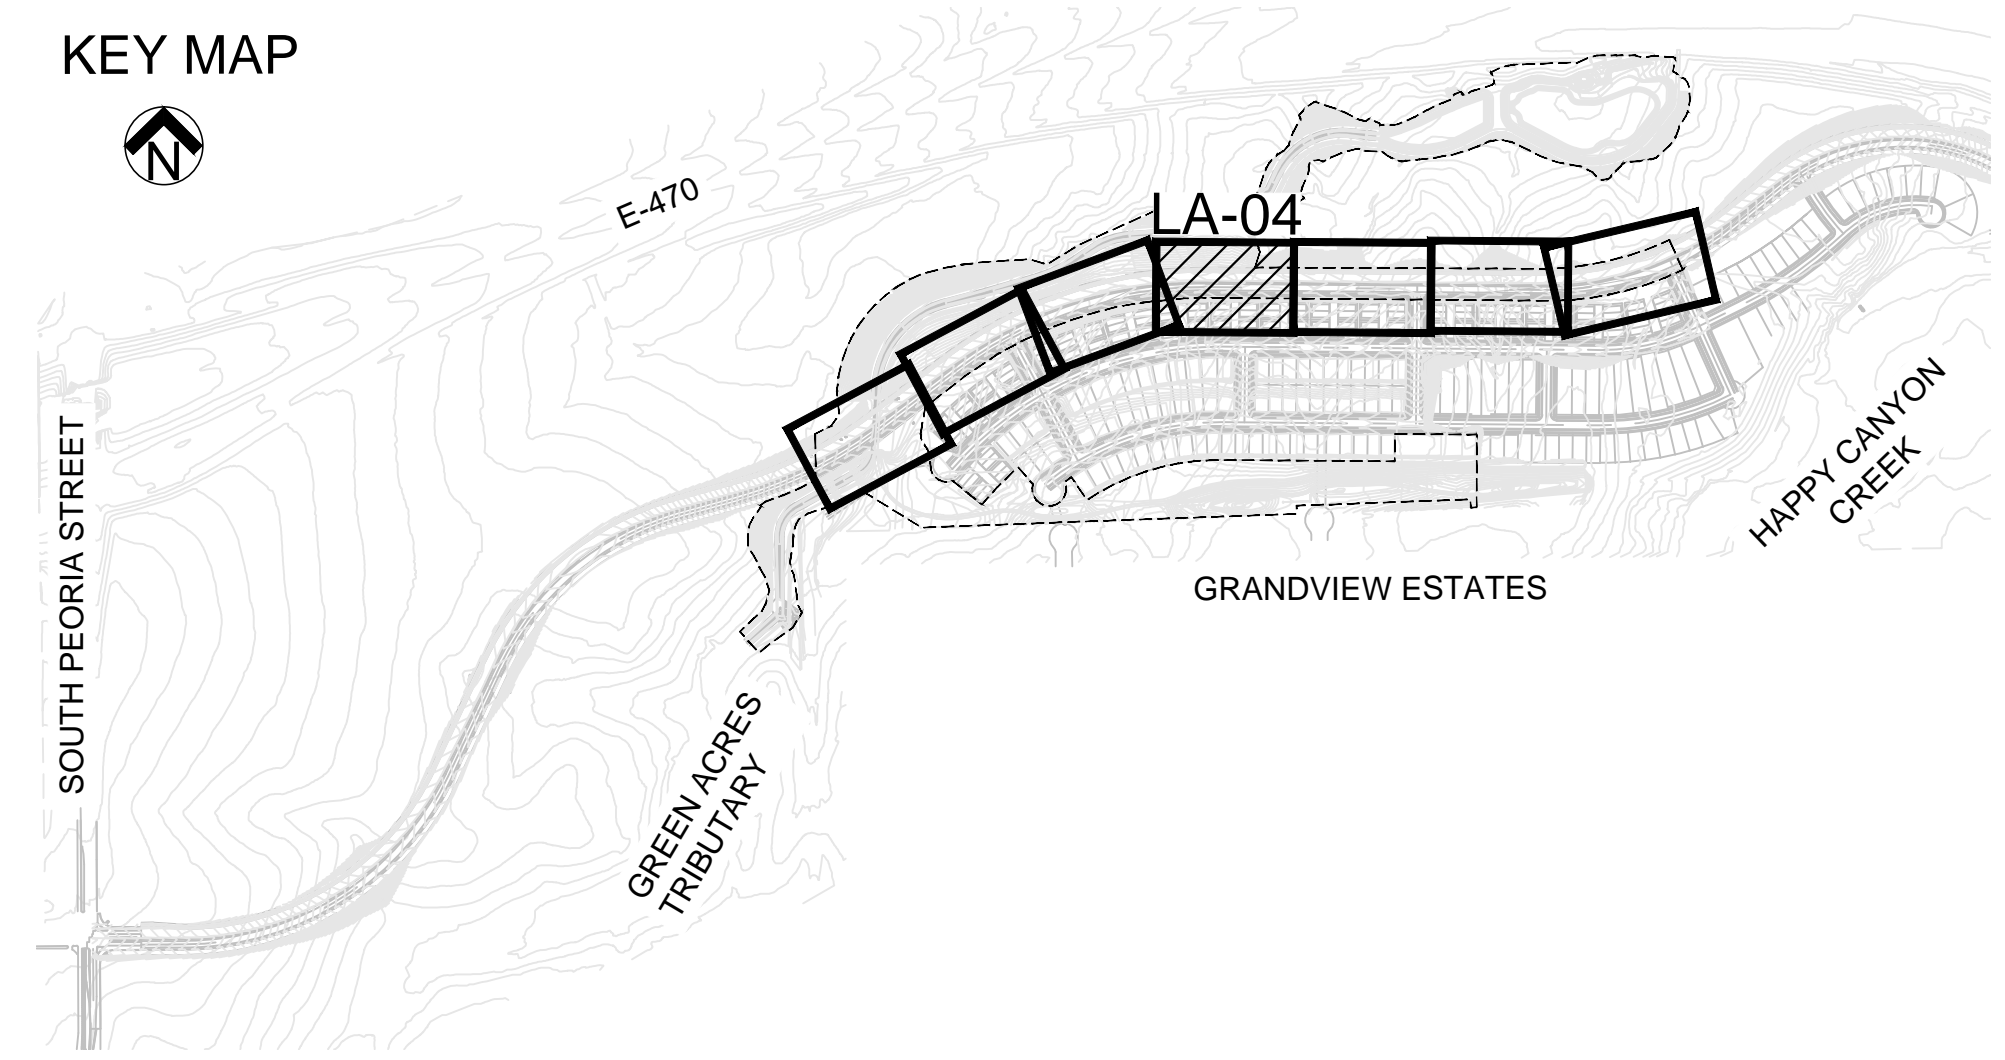 KEY MAP
N
E-470
LA-04
SOUTH PEORIA STREET
HAPPY CANYON
CREEK
GRANDVIEW ESTATES
GREEN ACRES
TRIBUTARY